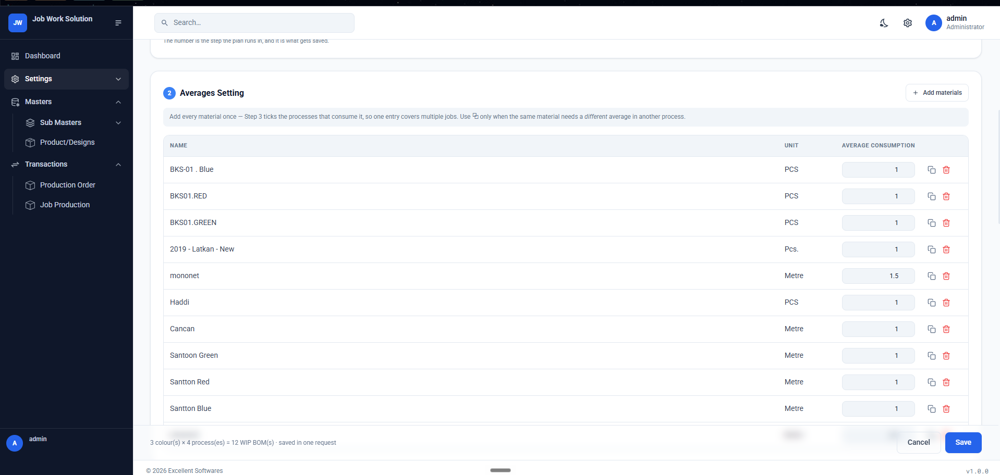 JW
Job Work Solution
Search...
A
admin
Administrator
Dashboard
Settings
Masters
Sub Masters
Product/Designs
Transactions
Production Order
Job Production
A
admin
The number is the step the plan runs in, and it is what gets saved.
2
Averages Setting
Add materials
Add every material once — Step 3 ticks the processes that consume it, so one entry covers multiple jobs. Use only when the same material needs a different average in another process.
NAME UNIT AVERAGE CONSUMPTION
BKS-01 . Blue PCS 1
BKS01.RED PCS 1
BKS01.GREEN PCS 1
2019 - Latkan - New Pcs. 1
mononet Metre 1.5
Haddi PCS 1
Cancan Metre 1
Santoon Green Metre 1
Santton Red Metre 1
Santton Blue Metre 1
3 colour(s) × 4 process(es) = 12 WIP BOM(s) · saved in one request
Cancel
Save
© 2026 Excellent Softwares
v1.0.0